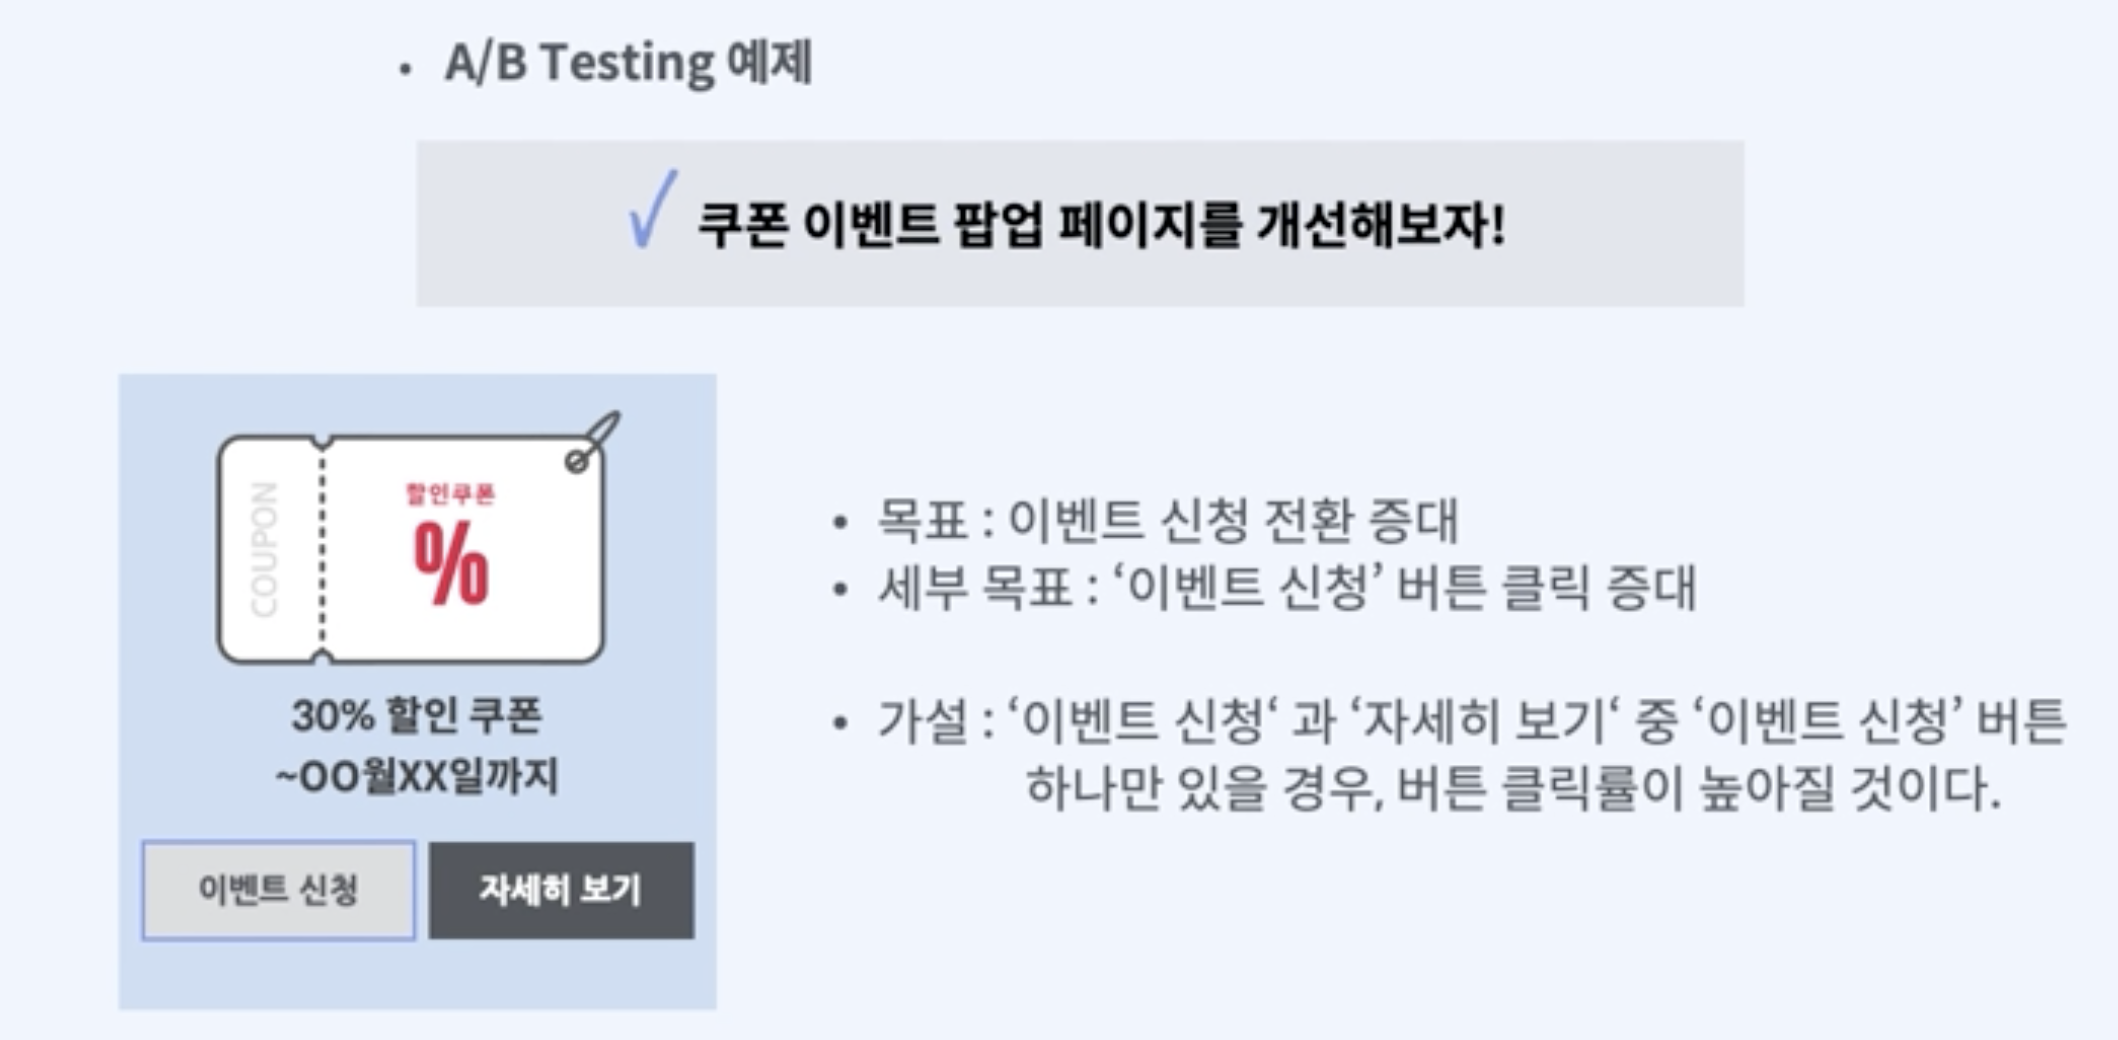 • A/B Testing 예제
✓ 쿠폰 이벤트 팝업 페이지를 개선해보자!
COUPON
할인쿠폰
%
30% 할인 쿠폰
~OO월XX일까지
이벤트 신청
자세히 보기
• 목표 : 이벤트 신청 전환 증대
• 세부 목표 : ‘이벤트 신청’ 버튼 클릭 증대
• 가설 : ‘이벤트 신청‘ 과 ‘자세히 보기‘ 중 ‘이벤트 신청’ 버튼
하나만 있을 경우, 버튼 클릭률이 높아질 것이다.